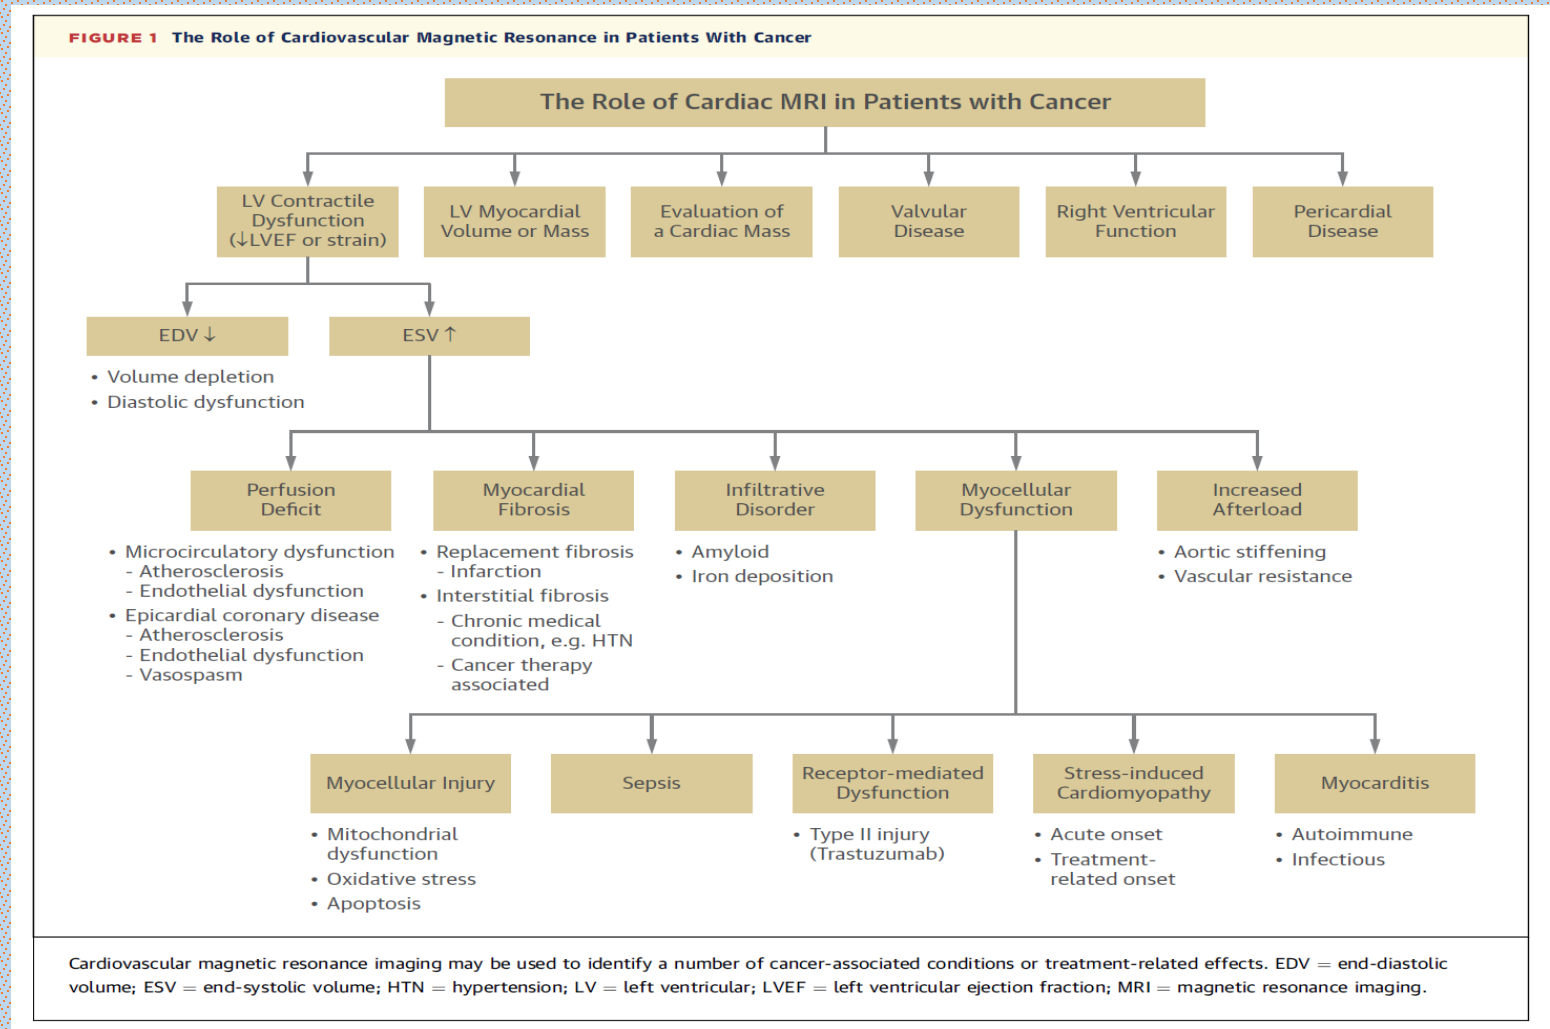 FIGURE 1 The Role of Cardiovascular Magnetic Resonance in Patients With Cancer
The Role of Cardiac MRI in Patients with Cancer
LV Contractile
Dysfunction
(↓LVEF or strain)
LV Myocardial
Volume or Mass
Evaluation of
a Cardiac Mass
Valvular
Disease
Right Ventricular
Function
Pericardial
Disease
EDV ↓
ESV ↑
• Volume depletion
• Diastolic dysfunction
Perfusion
Deficit
Myocardial
Fibrosis
Infiltrative
Disorder
Myocellular
Dysfunction
Increased
Afterload
• Microcirculatory dysfunction
- Atherosclerosis
- Endothelial dysfunction
• Epicardial coronary disease
- Atherosclerosis
- Endothelial dysfunction
- Vasospasm
• Replacement fibrosis
- Infarction
• Interstitial fibrosis
- Chronic medical
condition, e.g. HTN
- Cancer therapy
associated
• Amyloid
• Iron deposition
• Aortic stiffening
• Vascular resistance
Myocellular Injury
Sepsis
Receptor-mediated
Dysfunction
Stress-induced
Cardiomyopathy
Myocarditis
• Mitochondrial
dysfunction
• Oxidative stress
• Apoptosis
• Type II injury
(Trastuzumab)
• Acute onset
• Treatment-
related onset
• Autoimmune
• Infectious
Cardiovascular magnetic resonance imaging may be used to identify a number of cancer-associated conditions or treatment-related effects. EDV = end-diastolic
volume; ESV = end-systolic volume; HTN = hypertension; LV = left ventricular; LVEF = left ventricular ejection fraction; MRI = magnetic resonance imaging.